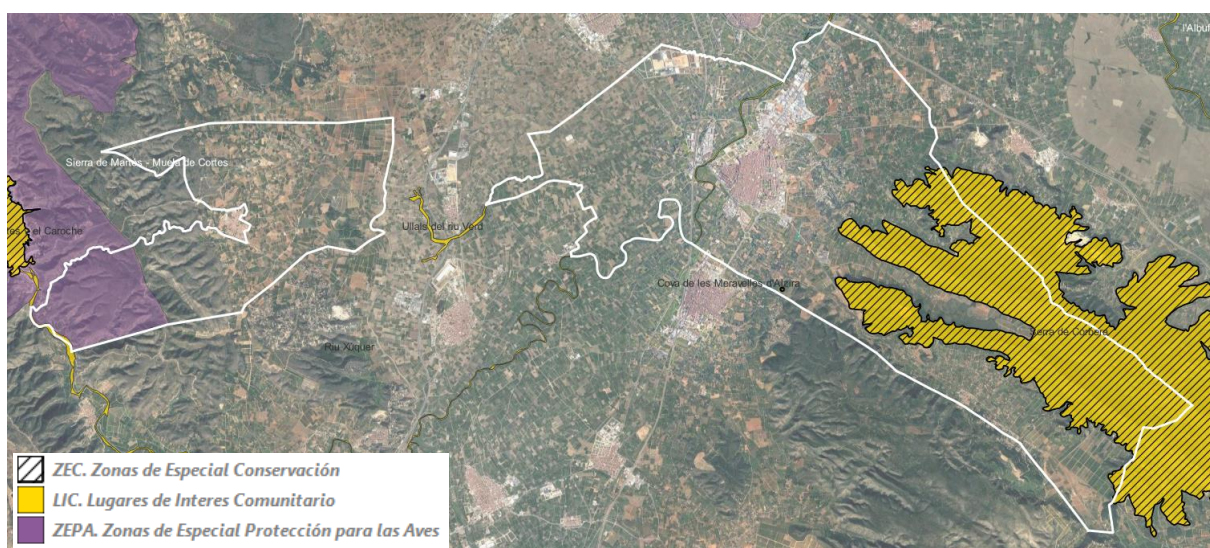 = l'Albuf
Sierra de Martés - Muela de Cortes
Ullals del riu Verd
el Caroche
Cova de les Meravelles d'Alzira
Serra de Corbera
Riu Xúquer
ZEC. Zonas de Especial Conservación
LIC. Lugares de Interes Comunitario
ZEPA. Zonas de Especial Protección para las Aves